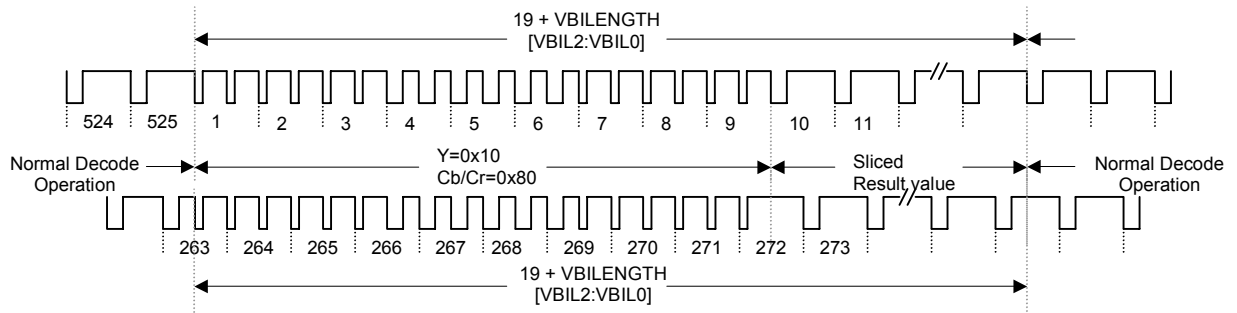 19 + VBILENGTH
[VBIL2:VBIL0]
524 525 1 2 3 4 5 6 7 8 9 10 11
Normal Decode
Operation
Y=0x10
Cb/Cr=0x80
Sliced
Result value
Normal Decode
Operation
263 264 265 266 267 268 269 270 271 272 273
19 + VBILENGTH
[VBIL2:VBIL0]